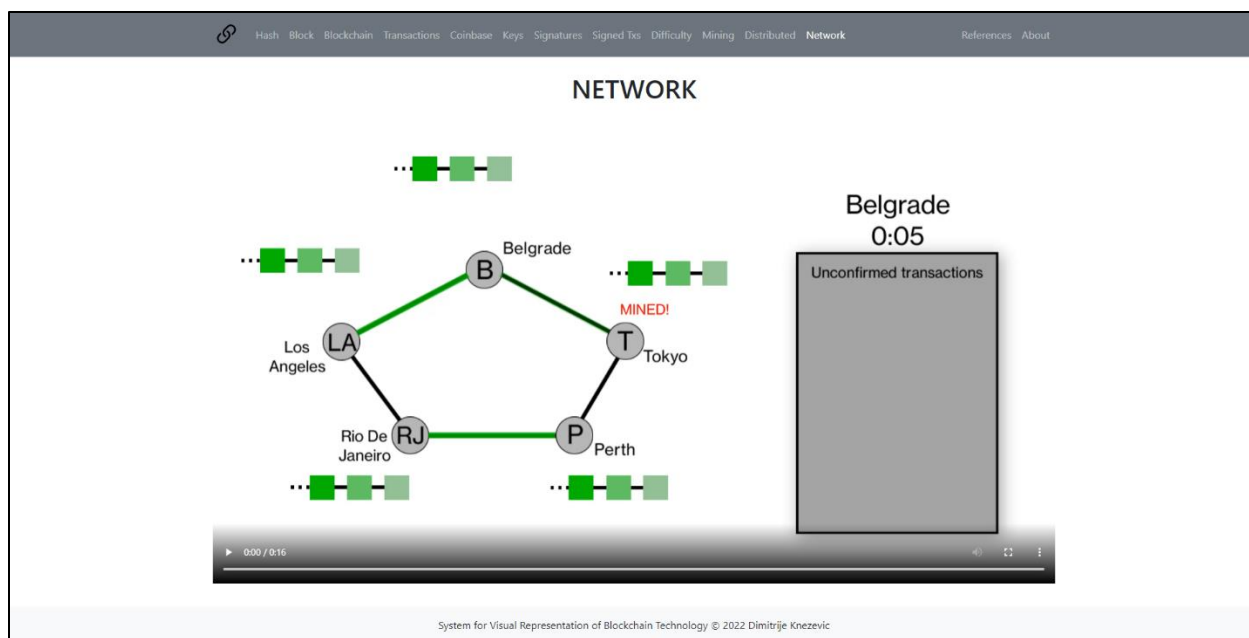 Hash Block Blockchain Transactions Coinbase Keys Signatures Signed Txs Difficulty Mining Distributed Network References About
NETWORK
Belgrade
0:05
Unconfirmed transactions
Belgrade
B
MINED!
LA
Los
Angeles
T
Tokyo
Rio De
Janeiro
RJ
P
Perth
0:00 / 0:16
System for Visual Representation of Blockchain Technology © 2022 Dimitrije Knezevic